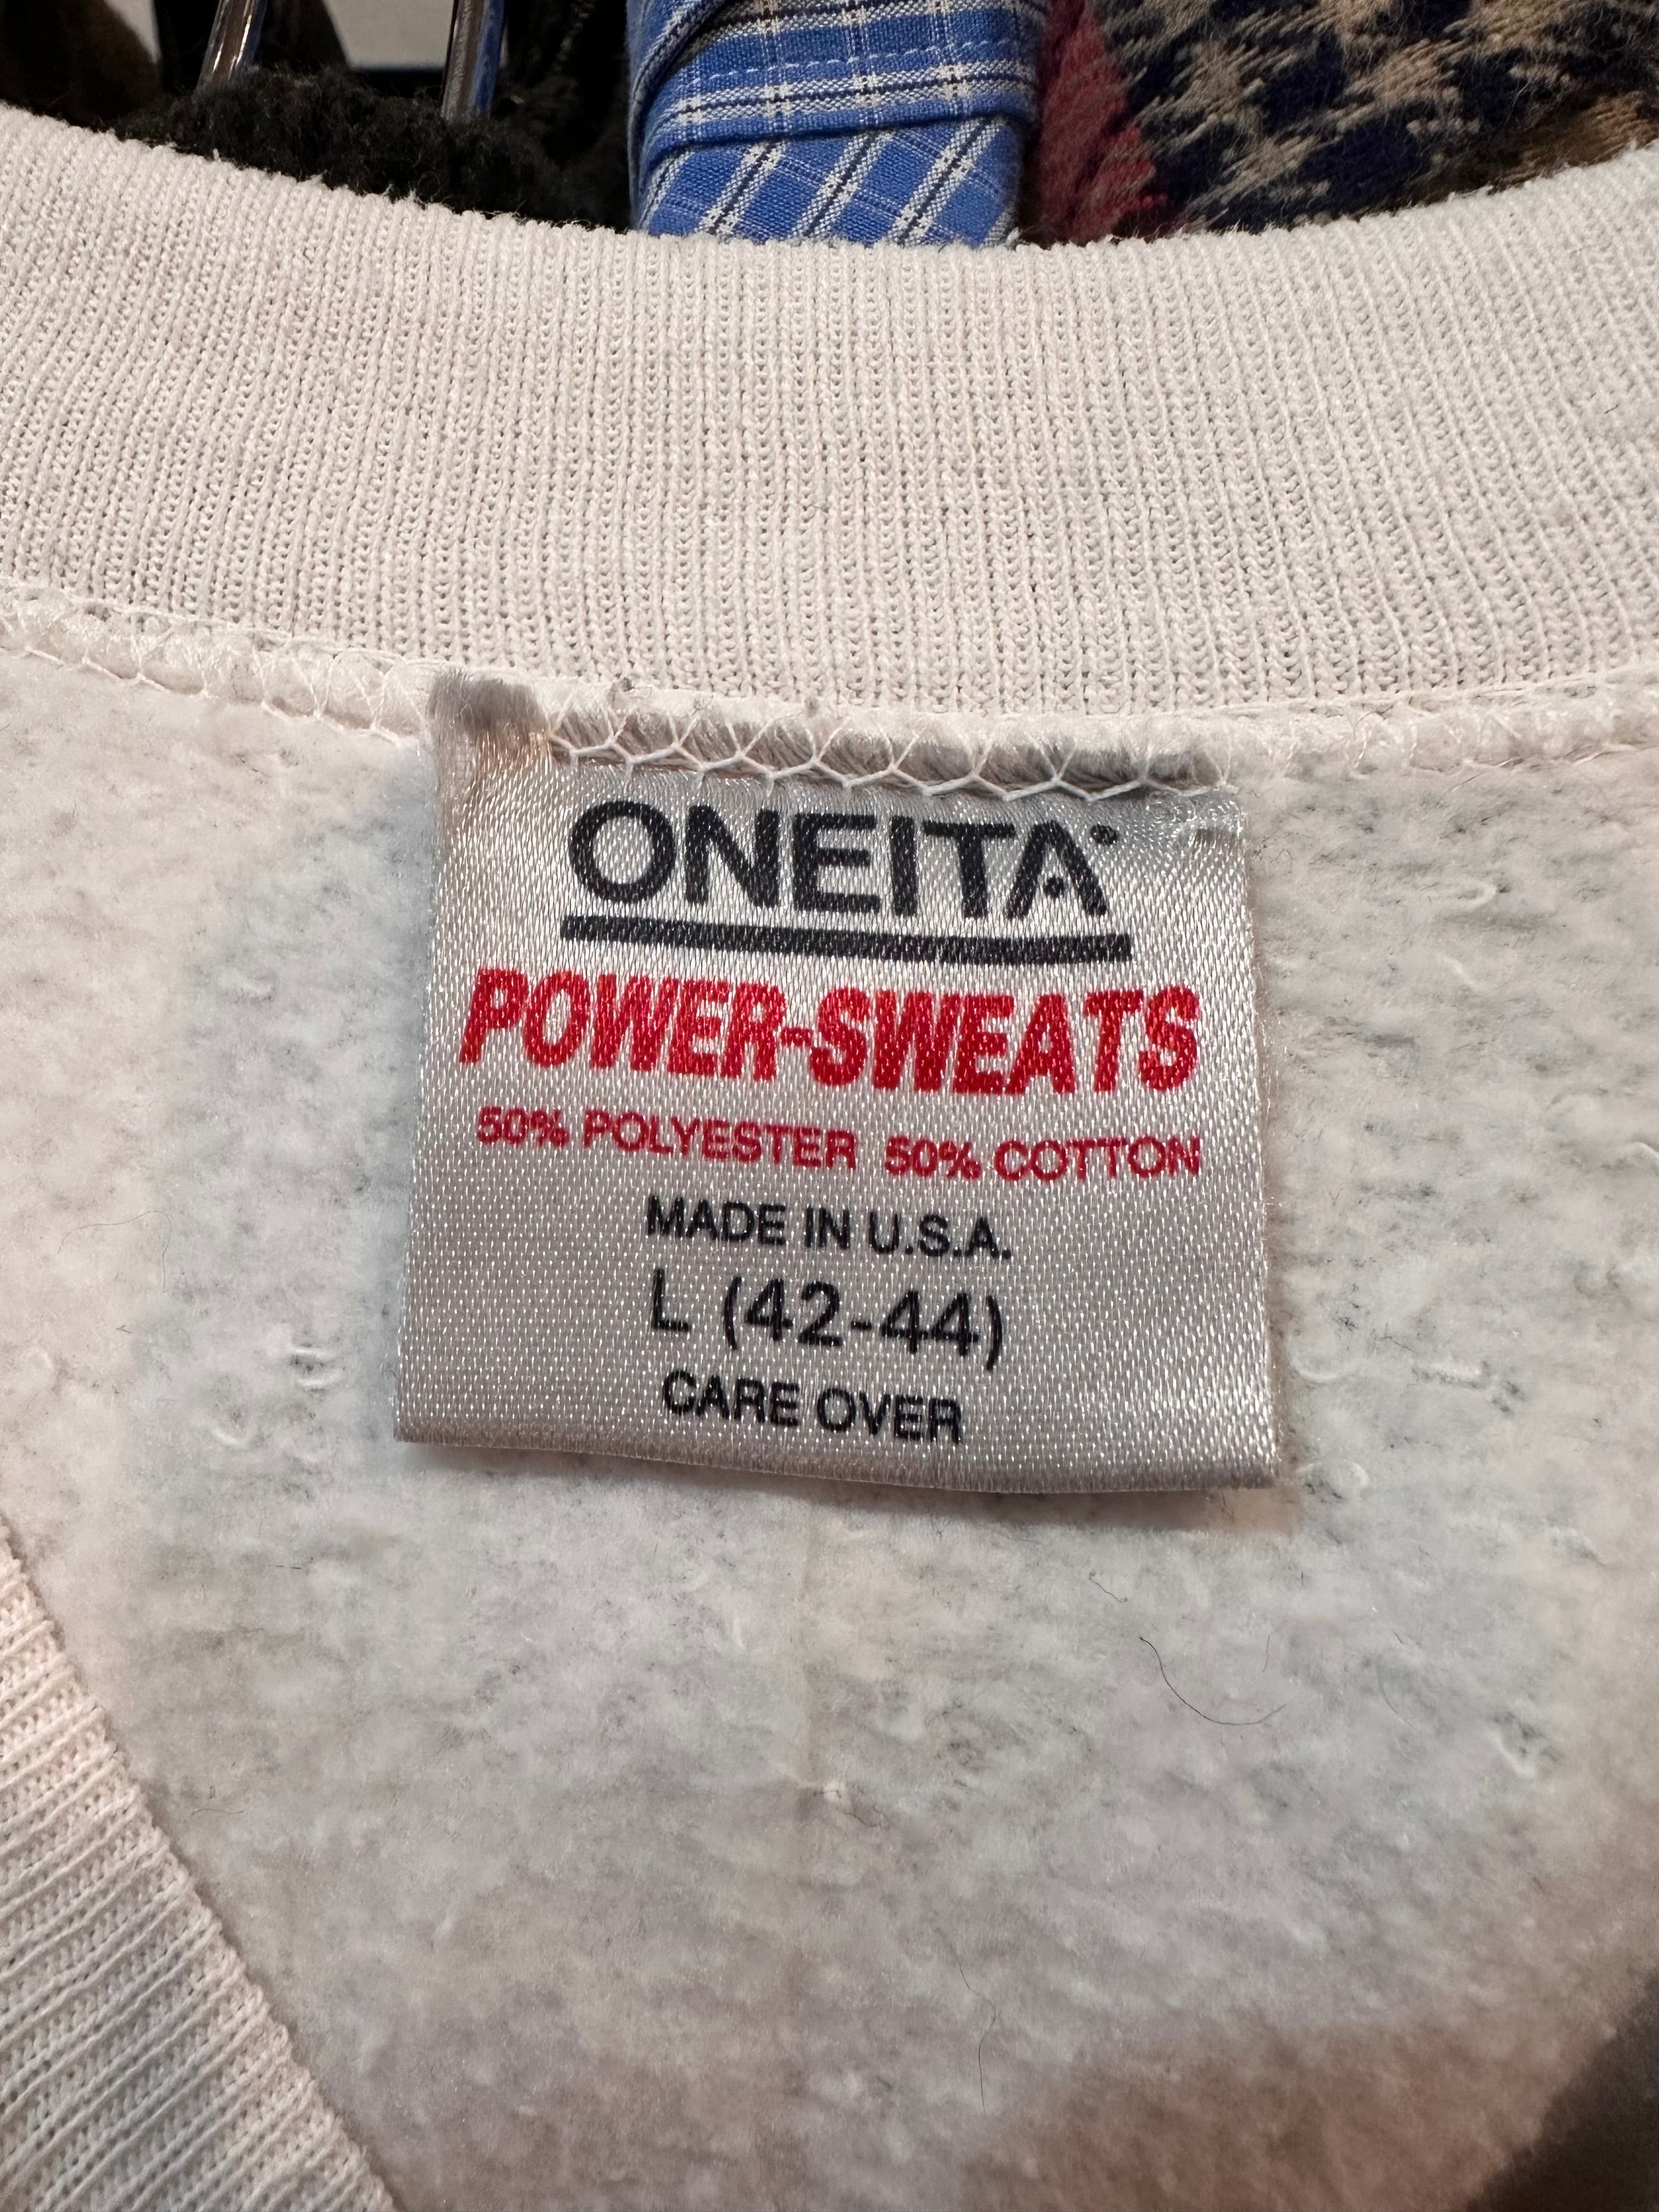 ONEITA
POWER-SWEATS
50% POLYESTER 50% COTTON
MADE IN U.S.A.
L (42-44)
CARE OVER